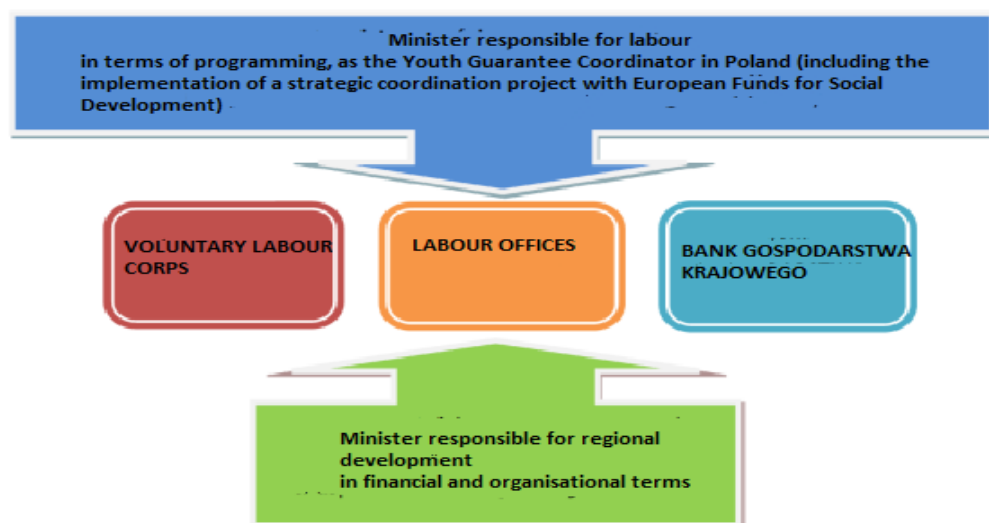 Minister responsible for labour
in terms of programming, as the Youth Guarantee Coordinator in Poland (including the
implementation of a strategic coordination project with European Funds for Social
Development)
VOLUNTARY LABOUR
CORPS
LABOUR OFFICES
BANK GOSPODARSTWA
KRAJOWEGO
Minister responsible for regional
development
in financial and organisational terms